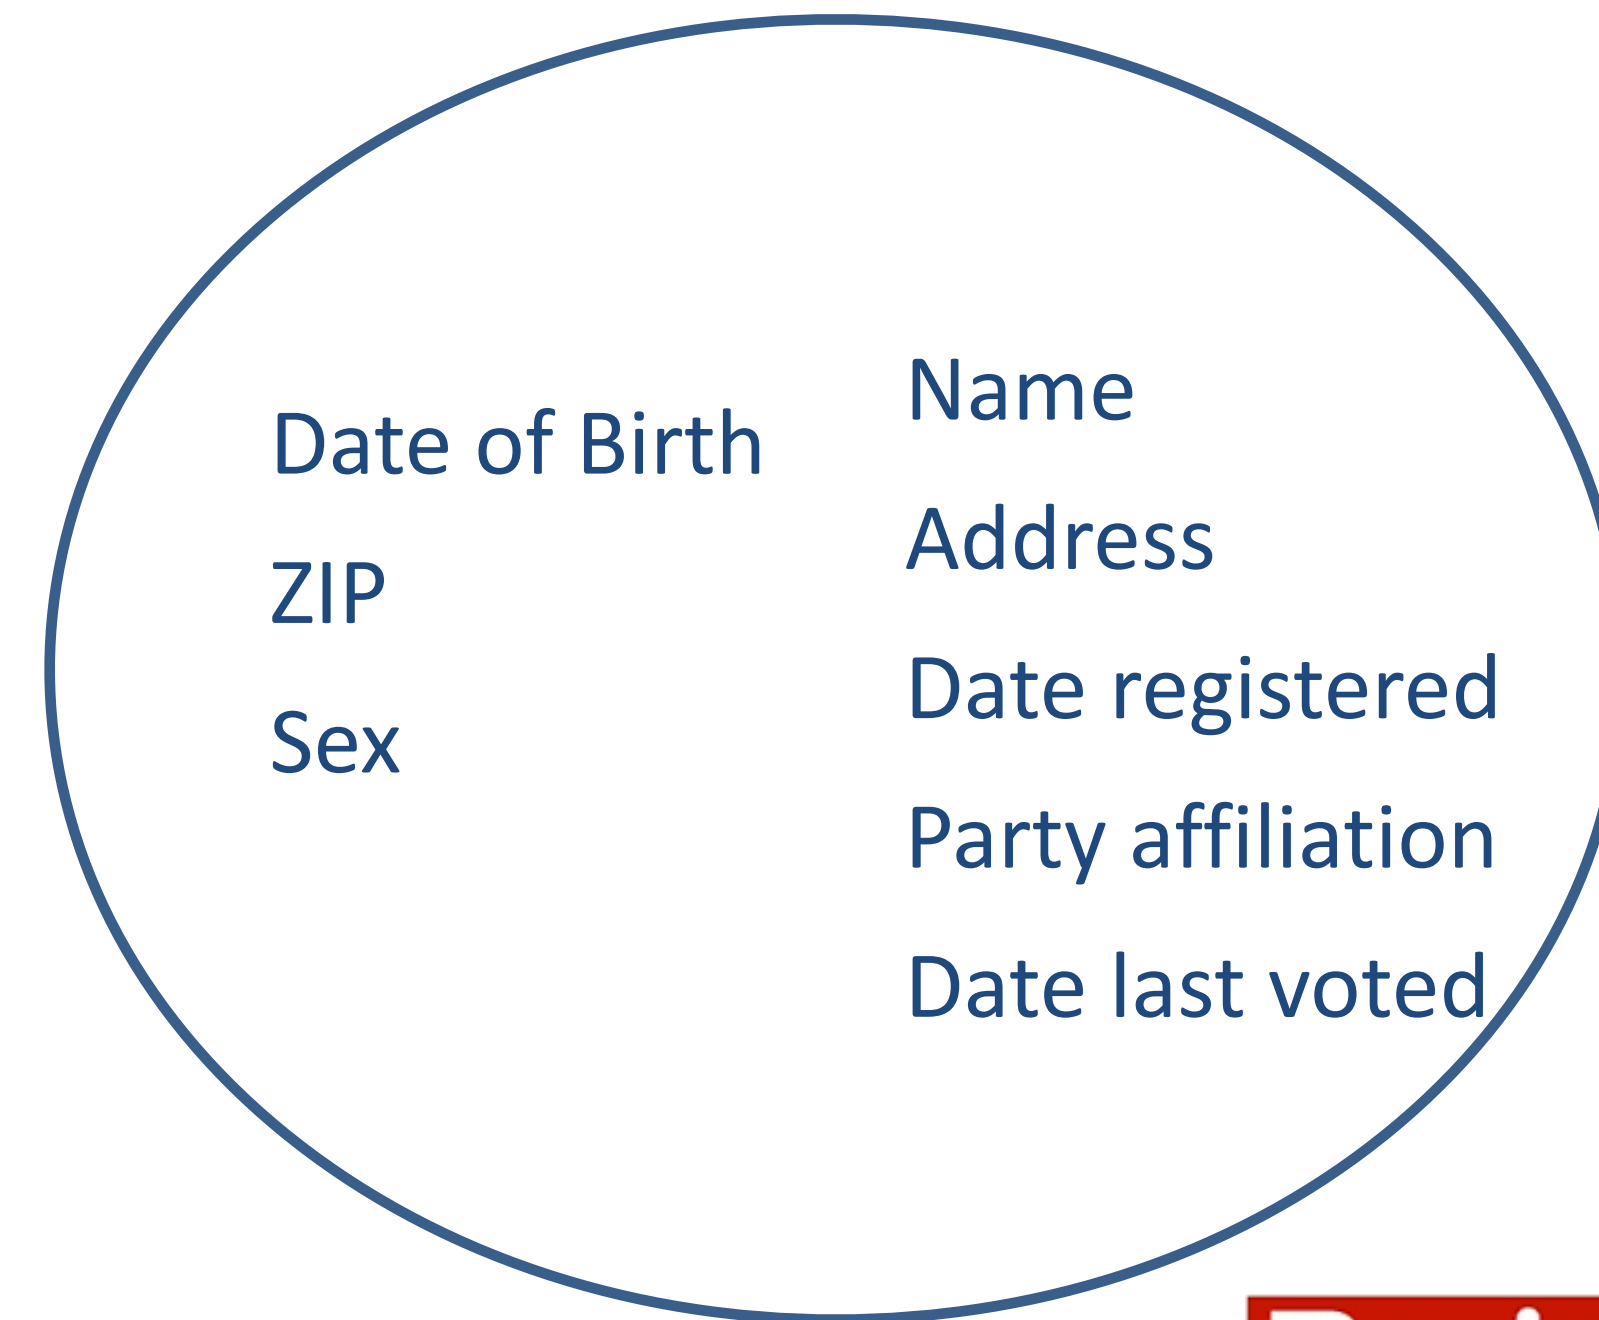 Date of Birth
ZIP
Sex
Name
Address
Date registered
Party affiliation
Date last voted